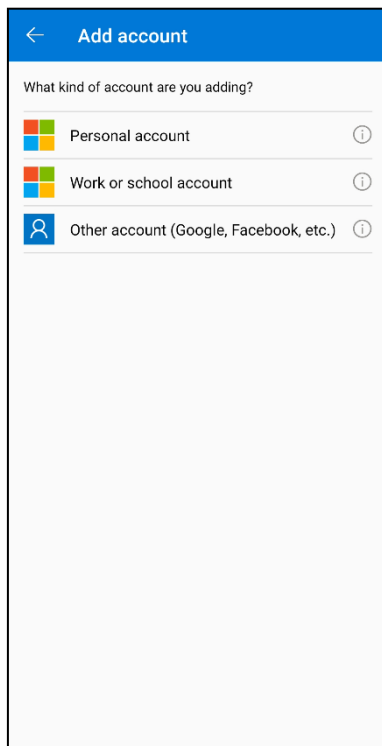 Add account
What kind of account are you adding?
Personal account
Work or school account
Other account (Google, Facebook, etc.)